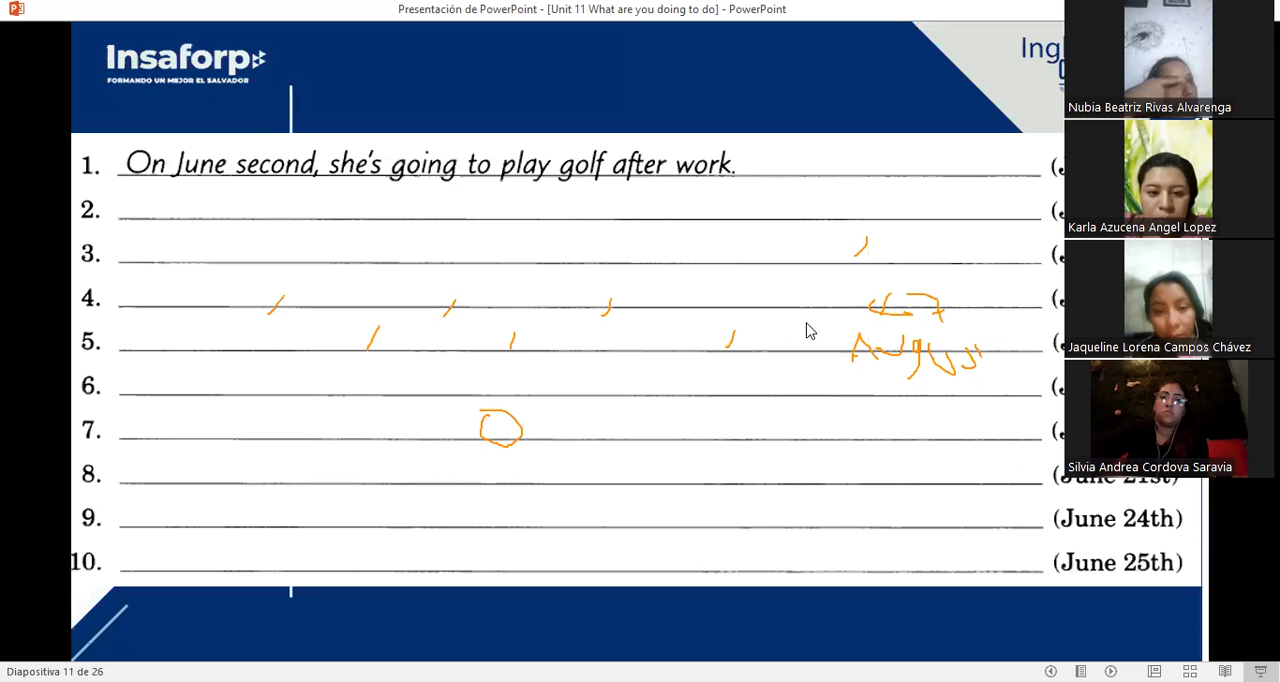 Presentación de PowerPoint - [Unit 11 What are you doing to do] - PowerPoint
Insaforp
FORMANDO UN MEJOR EL SALVADOR
Ing
1. On June second, she's going to play golf after work.
2.
3.
4.
5.
6.
7.
8. (June 21st)
9. (June 24th)
10. (June 25th)
Nubia Beatriz Rivas Alvarenga
Karla Azucena Angel Lopez
Jaqueline Lorena Campos Chávez
Silvia Andrea Cordova Saravia
Diapositiva 11 de 26